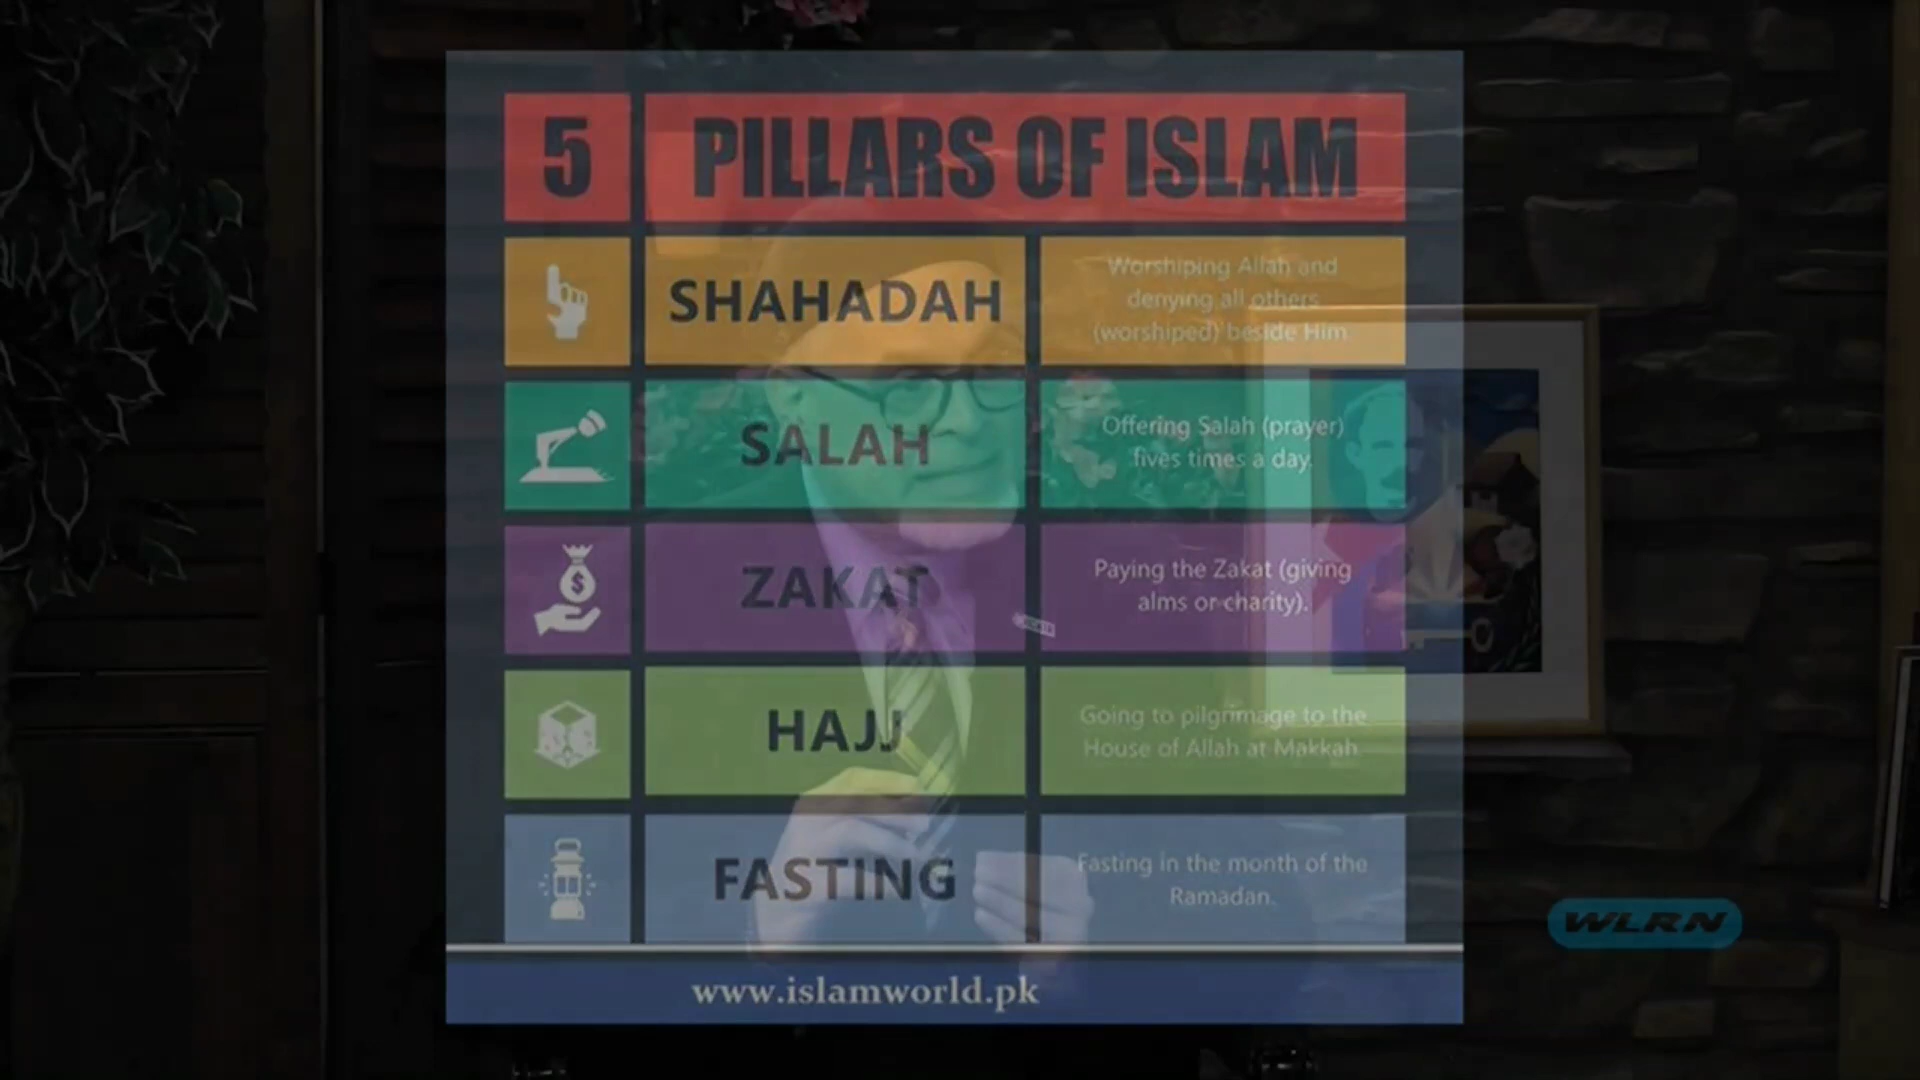 5 PILLARS OF ISLAM
SHAHADAH
Worshiping Allah and
denying all others
(worshiped) beside Him
SALAH
Offering Salah (prayer)
fives times a day.
ZAKAT
Paying the Zakat (giving
alms or charity).
HAJJ
Going to pilgrimage to the
House of Allah at Makkah
FASTING
Fasting in the month of the
Ramadan.
WLRN
www.islamworld.pk